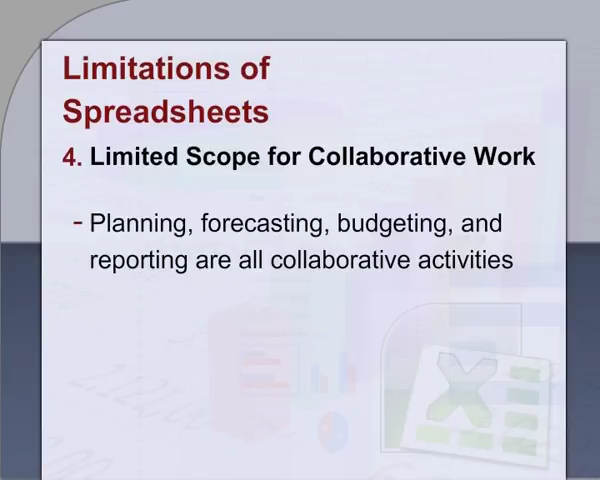 Limitations of
Spreadsheets
4. Limited Scope for Collaborative Work
- Planning, forecasting, budgeting, and
reporting are all collaborative activities